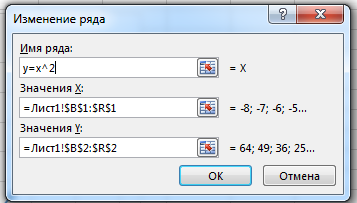 Изменение ряда
Имя ряда:
y=x^2 = X
Значения X:
=Лист1!$B$1:$R$1 = -8; -7; -6; -5...
Значения Y:
=Лист1!$B$2:$R$2 = 64; 49; 36; 25...
ОК Отмена